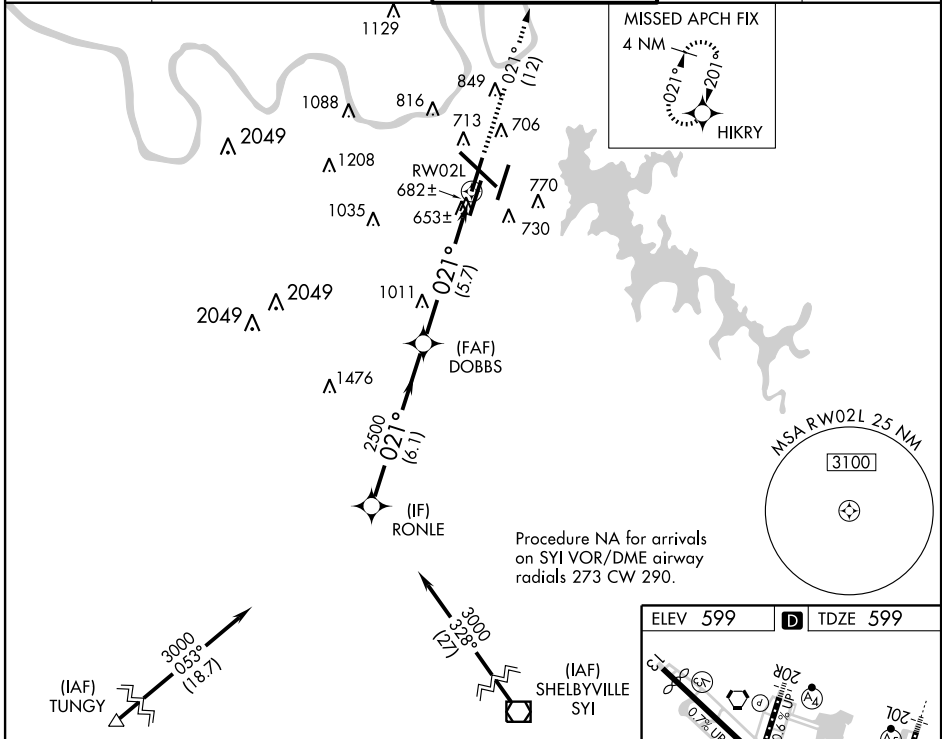 1129
MISSED APCH FIX
4 NM
021°
201°
HIKRY
021°
(12)
849
1088
816
713
706
2049
1208
RW02L
682±
770
1035
653±
730
021°
(5.7)
2049
1011
2049
(FAF)
DOBBS
1476
2500
021°
(6.1)
MSA RW02L 25 NM
3100
(IF)
RONLE
Procedure NA for arrivals
on SYI VOR/DME airway
radials 273 CW 290.
3000
053°
(18.7)
3000
328°
(27)
(IAF)
TUNGY
(IAF)
SHELBYVILLE
SYI
ELEV 599
D
TDZE 599
13
20R
P
A4
0.7% UP
0.6% UP
20L